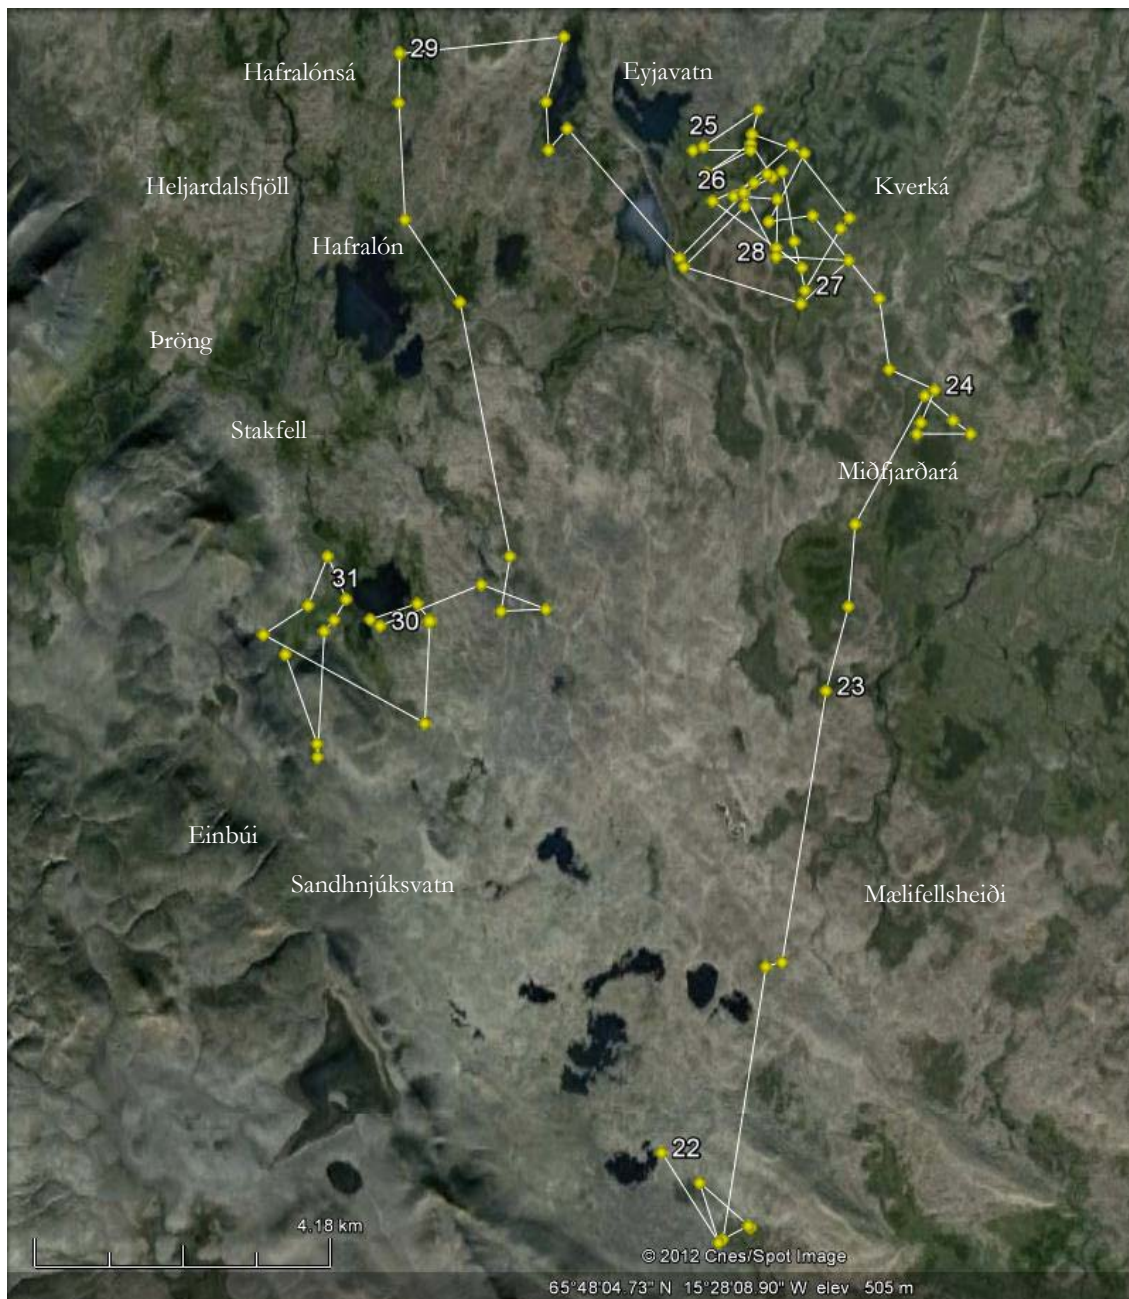 29
Hafralónsá
Eyjavatn
25
26
Heljardalsfjöll
Kverká
Hafralón
28
27
Þröng
24
Stakfell
Miðfjarðará
31
30
23
Einbúi
Sandhnjúksvatn
Mælifellsheiði
22
4.18 km
© 2012 Cnes/Spot Image
65°48'04.73" N 15°28'08.90" W elev 505 m